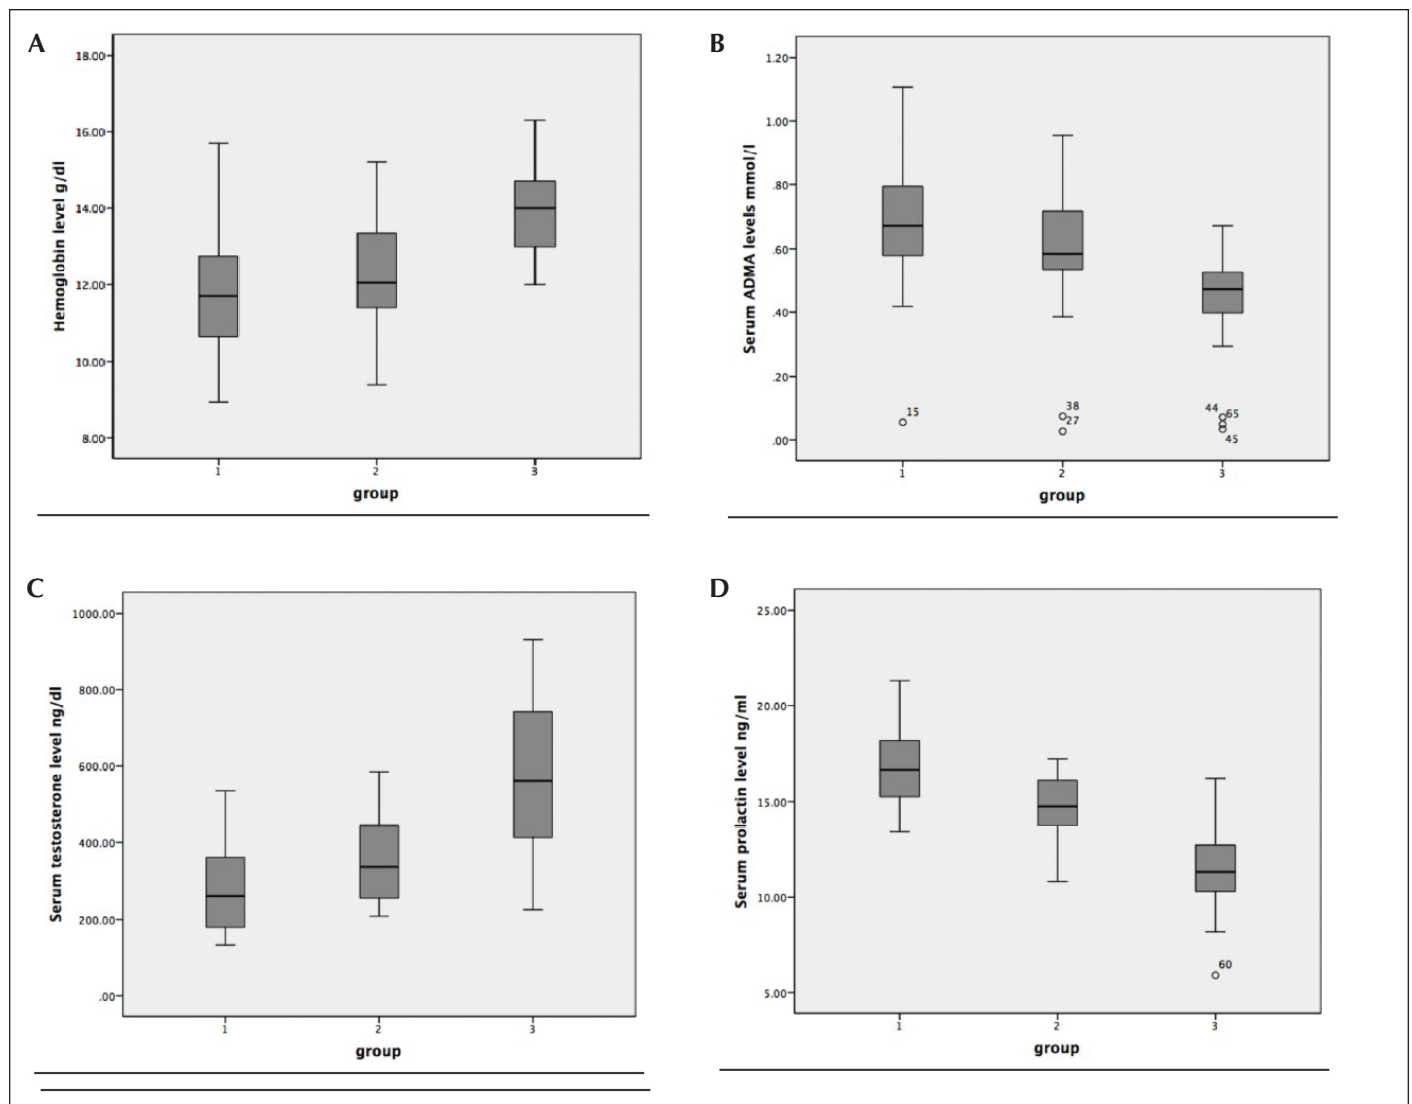 A
Hemoglobin level g/dl
18.00
16.00
14.00
12.00
10.00
8.00
1 2 3
group
B
Serum ADMA levels mmol/l
1.20
1.00
.80
.60
.40
.20
.00
15
38
27
44 65
45
1 2 3
group
C
Serum testosterone level ng/dl
1000.00
800.00
600.00
400.00
200.00
.00
1 2 3
group
D
Serum prolactin level ng/ml
25.00
20.00
15.00
10.00
5.00
60
1 2 3
group